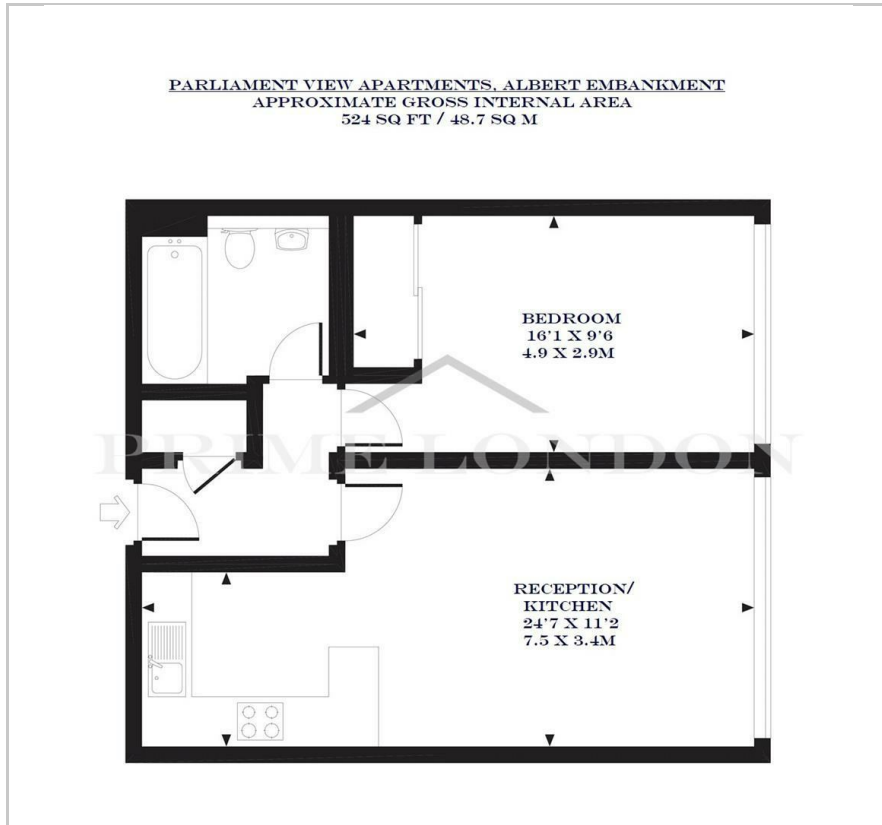 PARLIAMENT VIEW APARTMENTS, ALBERT EMBANKMENT
APPROXIMATE GROSS INTERNAL AREA
524 SQ FT / 48.7 SQ M
BEDROOM
16'1 X 9'6
4.9 X 2.9M
PRIME LONDON
RECEPTION/
KITCHEN
24'7 X 11'2
7.5 X 3.4M